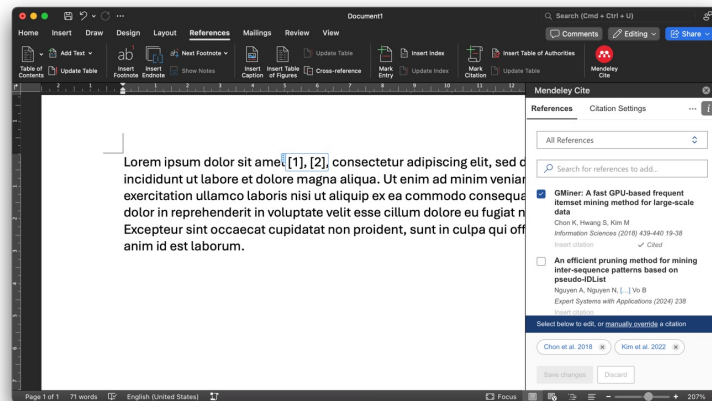 Document1
Search (Cmd + Ctrl + U)
Home Insert Draw Design Layout References Mailings Review View
Comments Editing Share
Table of Contents
Add Text
Update Table
ab
Insert Footnote
Insert Endnote
Next Footnote
Show Notes
Insert Caption
Insert Table of Figures
Update Table
Cross-reference
Mark Entry
Insert Index
Update Index
Mark Citation
Insert Table of Authorities
Update Table
Mendeley Cite
Lorem ipsum dolor sit amet [1], [2], consectetur adipiscing elit, sed d
incididunt ut labore et dolore magna aliqua. Ut enim ad minim veniar
exercitation ullamco laboris nisi ut aliquip ex ea commodo consequa
dolor in reprehenderit in voluptate velit esse cillum dolore eu fugiat n
Excepteur sint occaecat cupidatat non proident, sunt in culpa qui off
anim id est laborum.
Mendeley Cite
References Citation Settings
All References
Search for references to add...
GMiner: A fast GPU-based frequent
itemset mining method for large-scale
data
Chon K, Hwang S, Kim M
Information Sciences (2018) 439-440 19-38
Insert citation ✓ Cited
An efficient pruning method for mining
inter-sequence patterns based on
pseudo-IDList
Nguyen A, Nguyen N, [...] Vo B
Expert Systems with Applications (2024) 238
Insert citation
Select below to edit, or manually override a citation
Chon et al. 2018 Kim et al. 2022
Save changes Discard
Page 1 of 1 71 words English (United States) Focus 207%